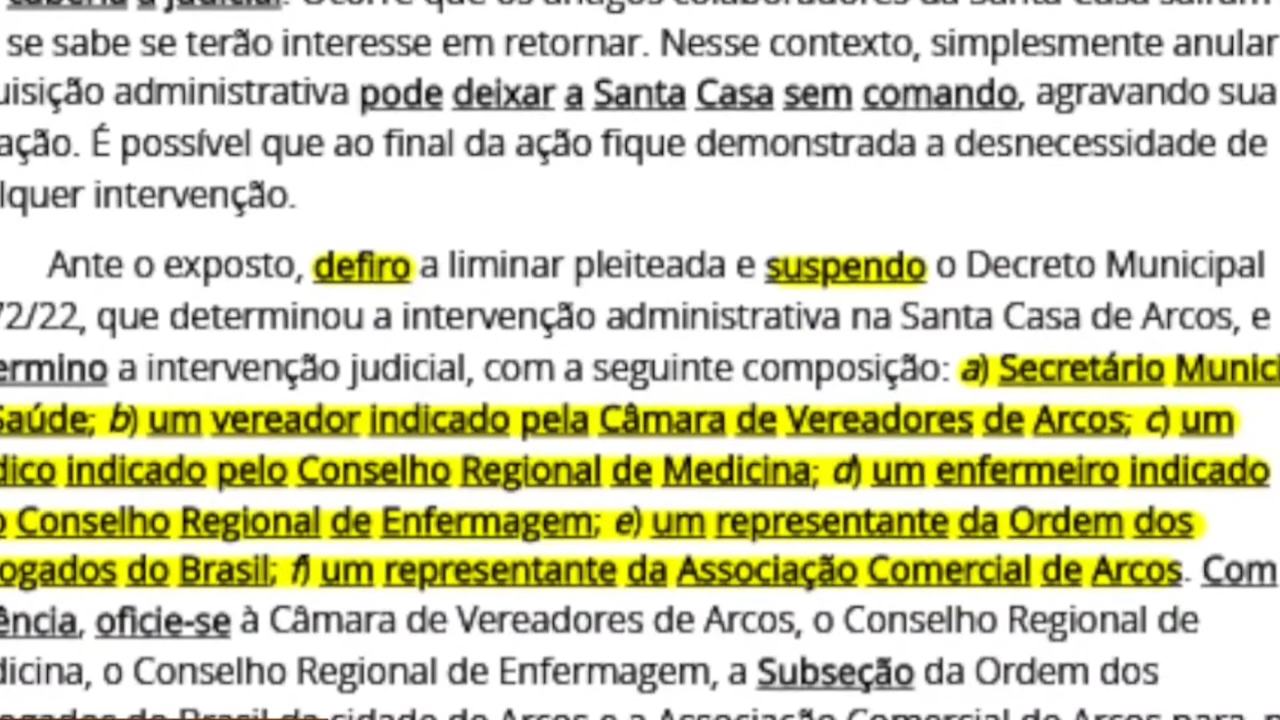 se sabe se terão interesse em retornar. Nesse contexto, simplesmente anular
uisição administrativa pode deixar a Santa Casa sem comando, agravando sua
ação. É possível que ao final da ação fique demonstrada a desnecessidade de
lquer intervenção.
Ante o exposto, defiro a liminar pleiteada e suspendo o Decreto Municipal
72/22, que determinou a intervenção administrativa na Santa Casa de Arcos, e
ermino a intervenção judicial, com a seguinte composição: a) Secretário Munici
Saúde; b) um vereador indicado pela Câmara de Vereadores de Arcos; c) um
dico indicado pelo Conselho Regional de Medicina; d) um enfermeiro indicado
o Conselho Regional de Enfermagem; e) um representante da Ordem dos
ogados do Brasil; f) um representante da Associação Comercial de Arcos. Com
ência, oficie-se à Câmara de Vereadores de Arcos, o Conselho Regional de
dicina, o Conselho Regional de Enfermagem, a Subseção da Ordem dos